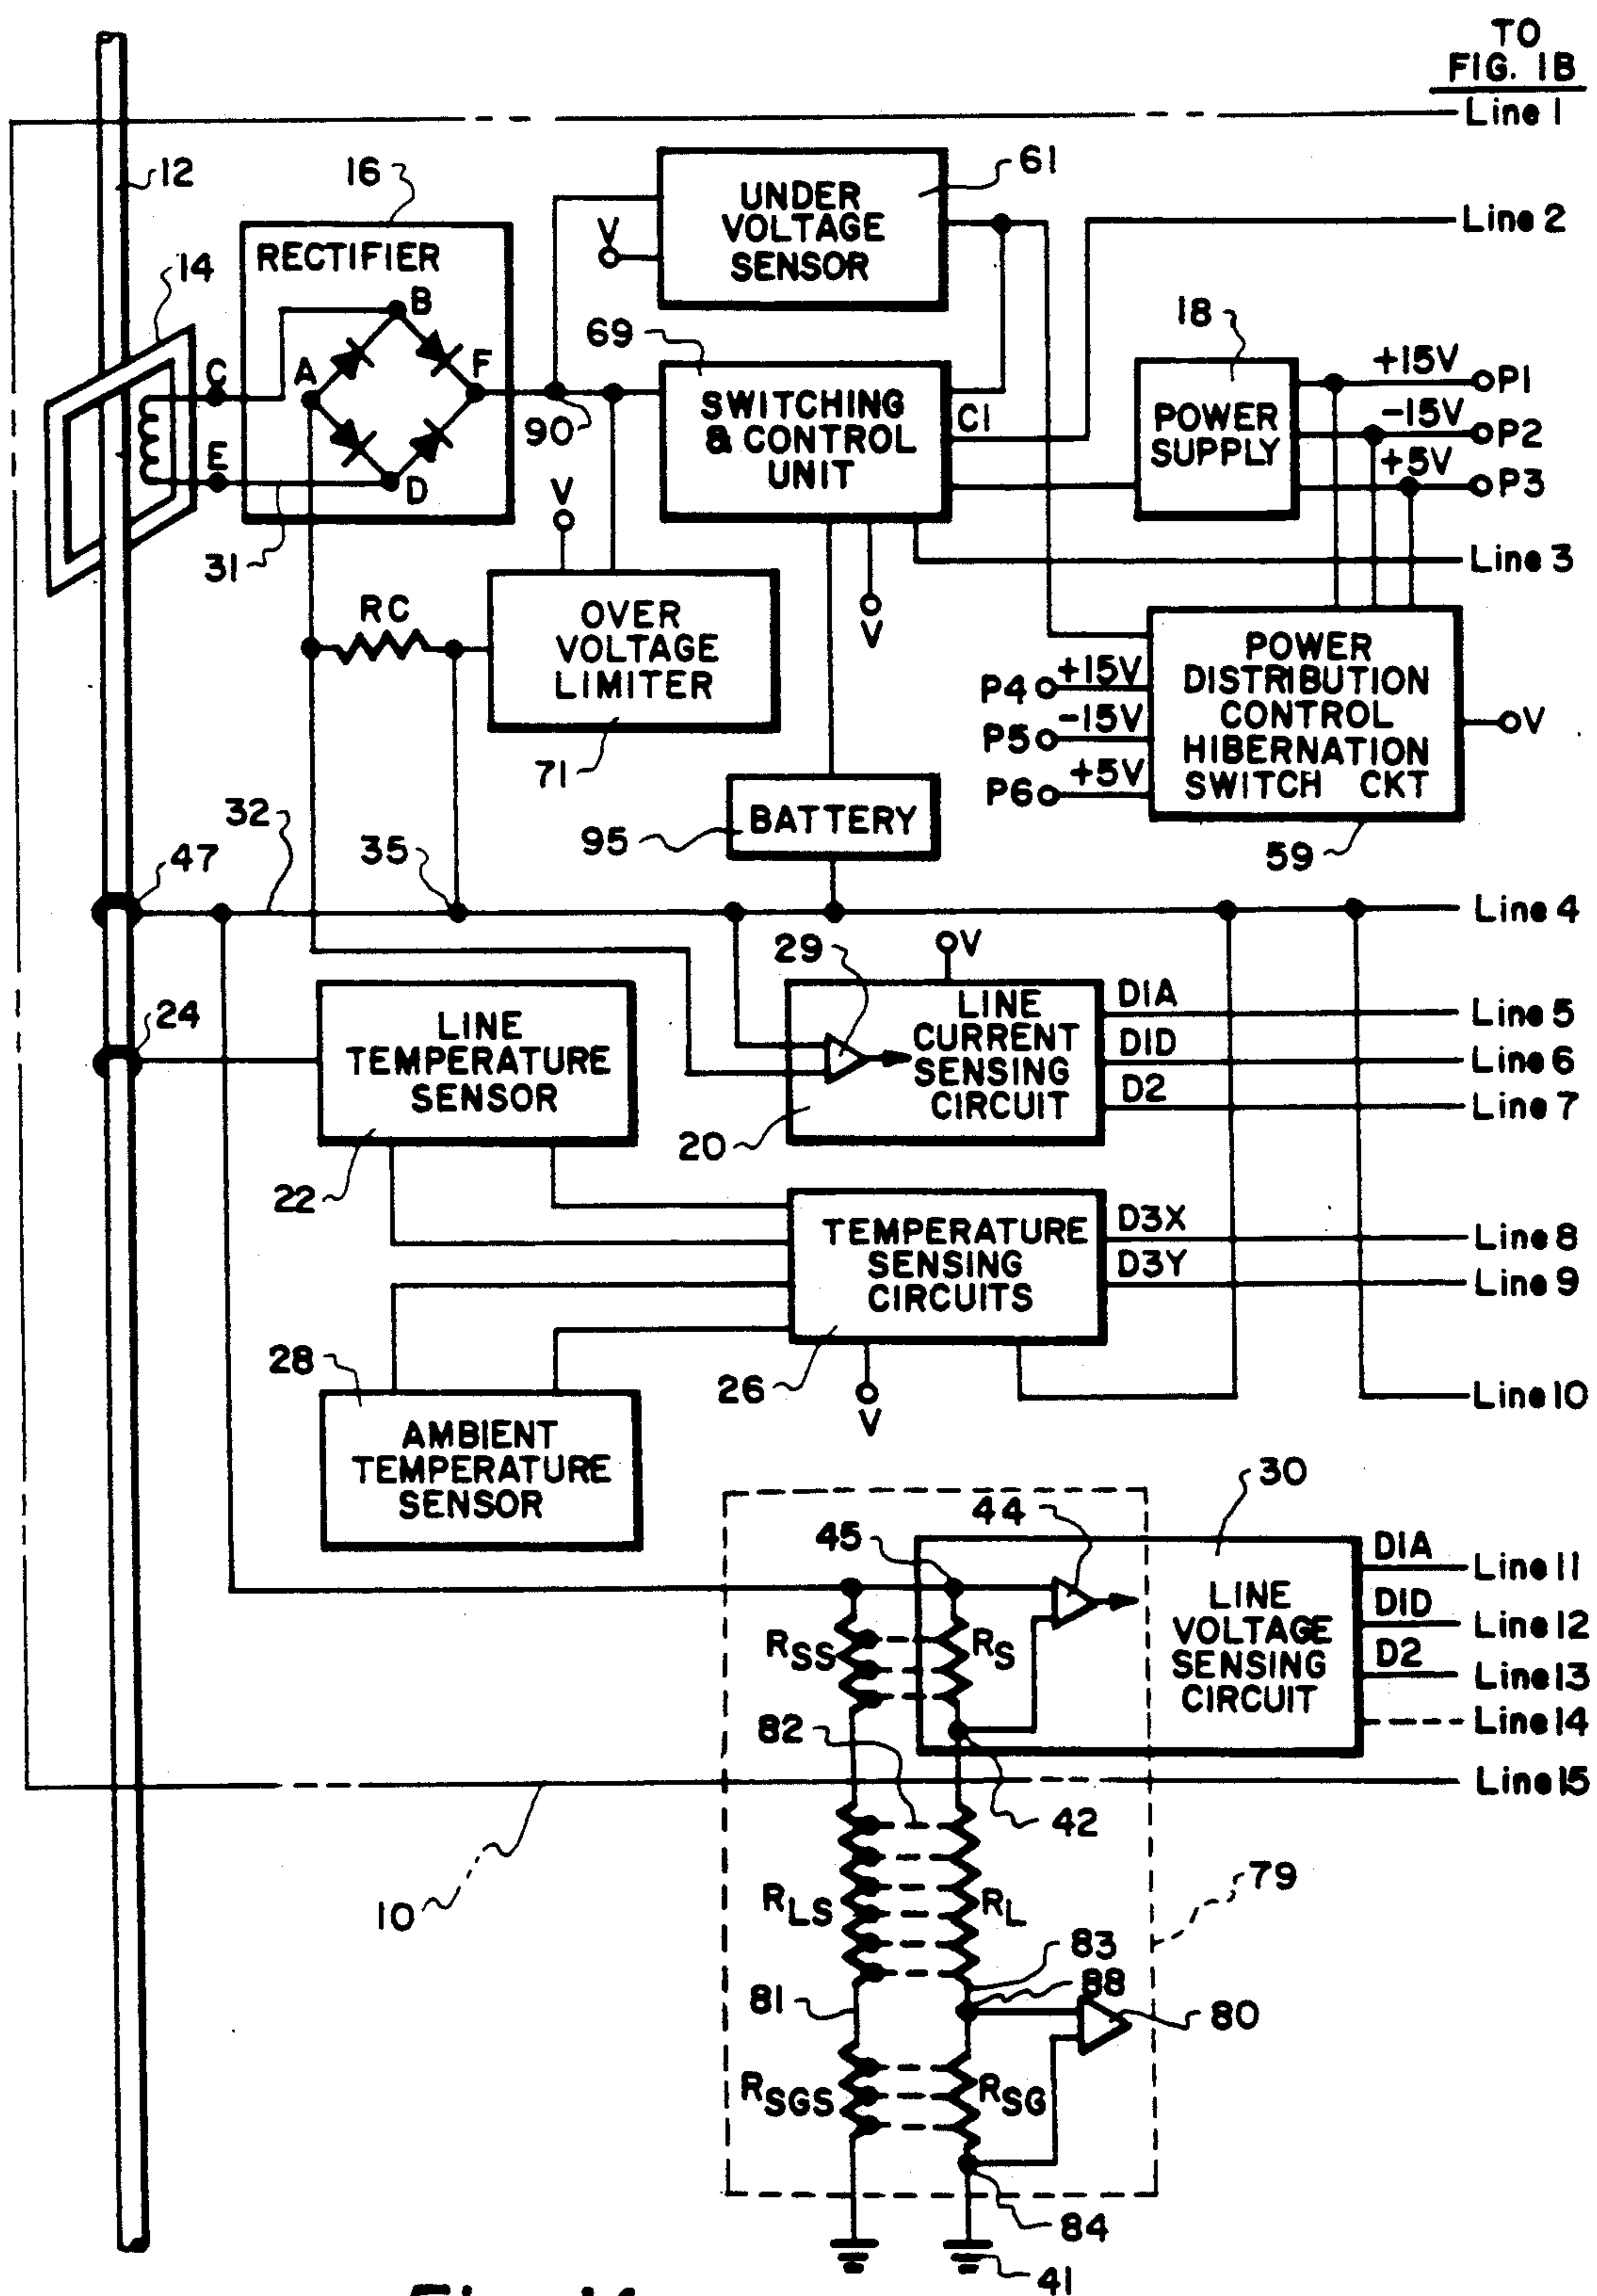 TO
FIG. 1B
Line 1
12
16
61
UNDER
VOLTAGE
SENSOR
V
Line 2
RECTIFIER
14
B
69
18
C
A
F
SWITCHING
& CONTROL
UNIT
C1
POWER
SUPPLY
+15V
P1
-15V
P2
+5V
P3
90
E
D
V
31
Line 3
RC
OVER
VOLTAGE
LIMITER
V
POWER
DISTRIBUTION
CONTROL
HIBERNATION
SWITCH CKT
P4 +15V
P5 -15V
P6 +5V
V
71
BATTERY
95
59
32
47
35
Line 4
29
V
24
LINE
TEMPERATURE
SENSOR
LINE
CURRENT
SENSING
CIRCUIT
D1A
Line 5
D1D
Line 6
D2
Line 7
20
22
TEMPERATURE
SENSING
CIRCUITS
D3X
Line 8
D3Y
Line 9
28
26
V
Line 10
AMBIENT
TEMPERATURE
SENSOR
30
44
45
LINE
VOLTAGE
SENSING
CIRCUIT
D1A
Line 11
D1D
Line 12
D2
Line 13
Line 14
RSS
RS
82
Line 15
42
10
79
RLS
RL
83
88
81
80
RSGS
RSG
84
41